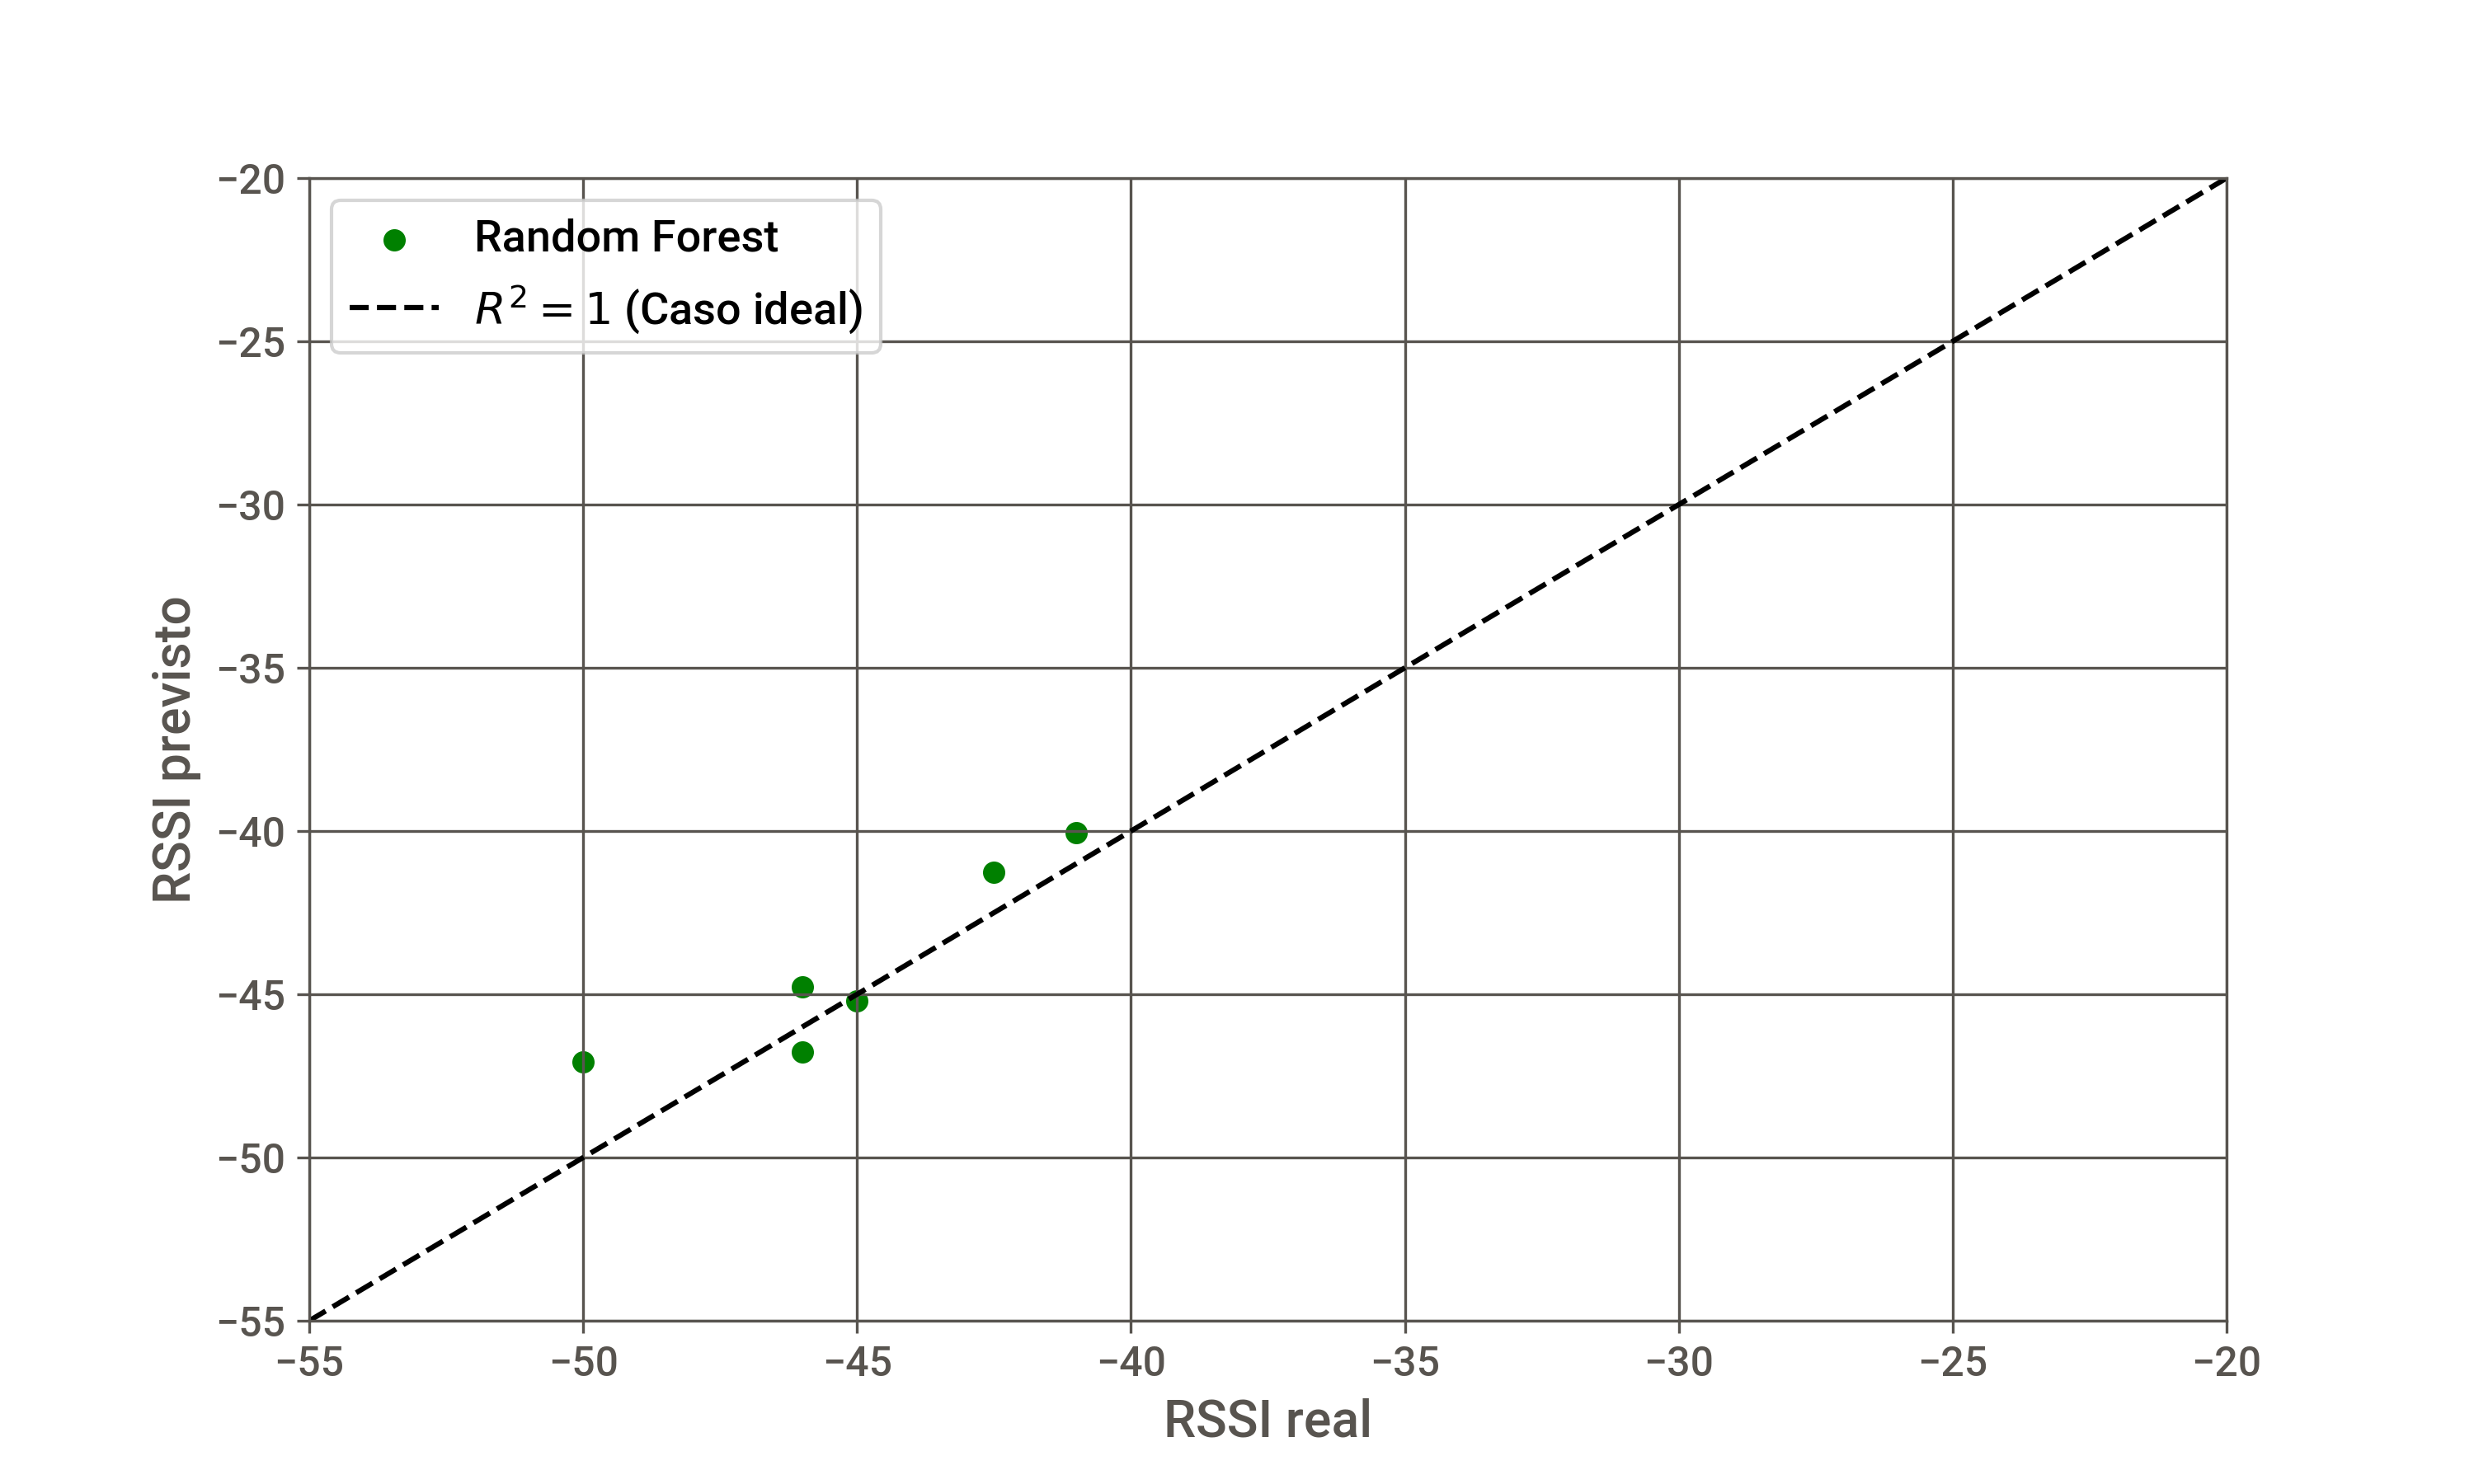 Random Forest
R² = 1 (Caso ideal)
−20
−25
−30
−35
−40
−45
−50
−55
RSSI previsto
−55 −50 −45 −40 −35 −30 −25 −20
RSSI real